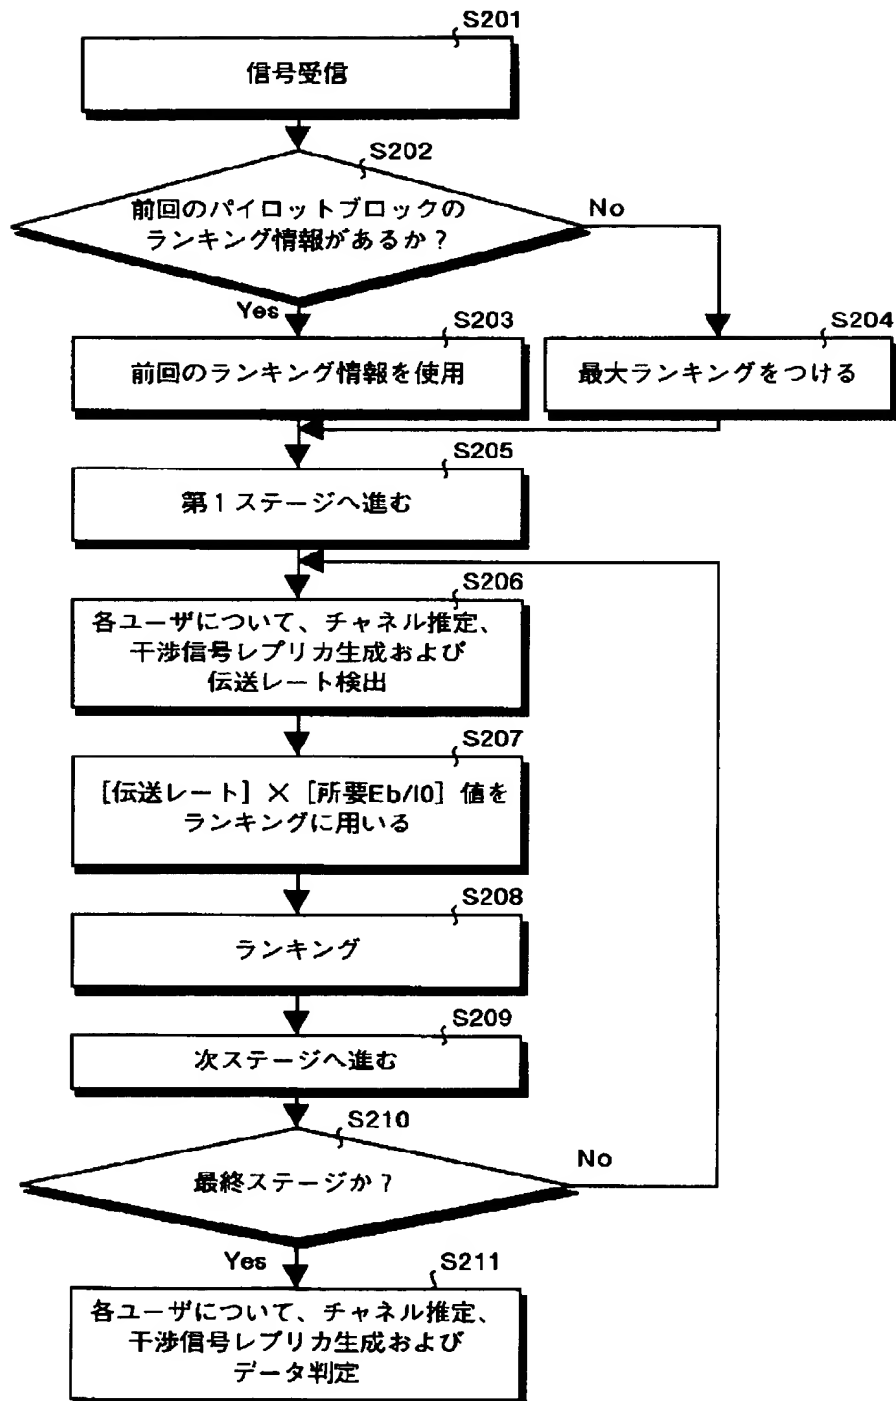 S201
信号受信
S202
前回のパイロットブロックの
ランキング情報があるか？
No
Yes
S203
前回のランキング情報を使用
S204
最大ランキングをつける
S205
第１ステージへ進む
S206
各ユーザについて、チャネル推定、
干渉信号レプリカ生成および
伝送レート検出
S207
［伝送レート］×［所要Eb/I0］値を
ランキングに用いる
S208
ランキング
S209
次ステージへ進む
S210
最終ステージか？
No
Yes
S211
各ユーザについて、チャネル推定、
干渉信号レプリカ生成および
データ判定